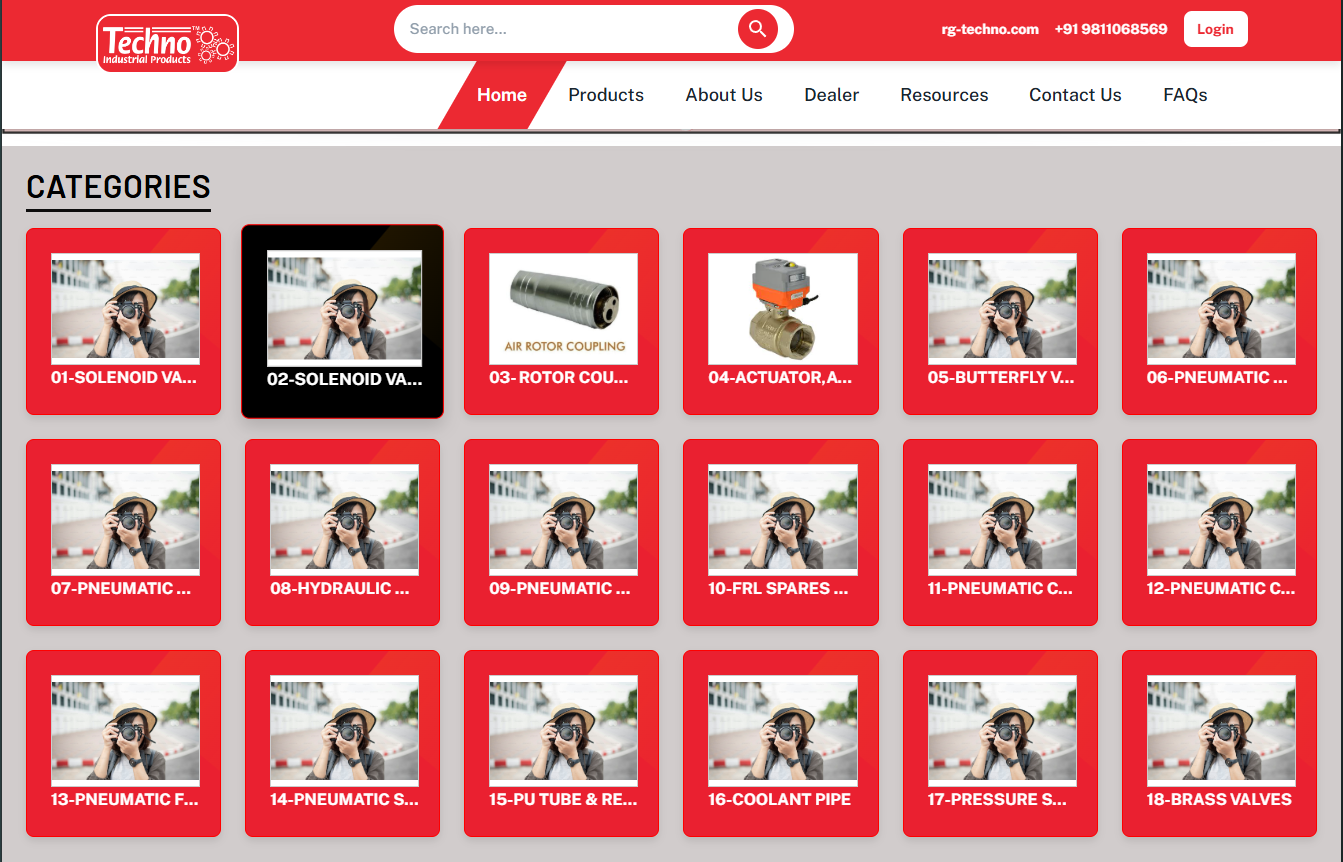 Techno™
Industrial Products
Search here...
rg-techno.com +91 9811068569 Login
Home Products About Us Dealer Resources Contact Us FAQs
CATEGORIES
AIR ROTOR COUPLING
01-SOLENOID VA... 02-SOLENOID VA... 03- ROTOR COU... 04-ACTUATOR,A... 05-BUTTERFLY V... 06-PNEUMATIC ...
07-PNEUMATIC ... 08-HYDRAULIC ... 09-PNEUMATIC ... 10-FRL SPARES ... 11-PNEUMATIC C... 12-PNEUMATIC C...
13-PNEUMATIC F... 14-PNEUMATIC S... 15-PU TUBE & RE... 16-COOLANT PIPE 17-PRESSURE S... 18-BRASS VALVES